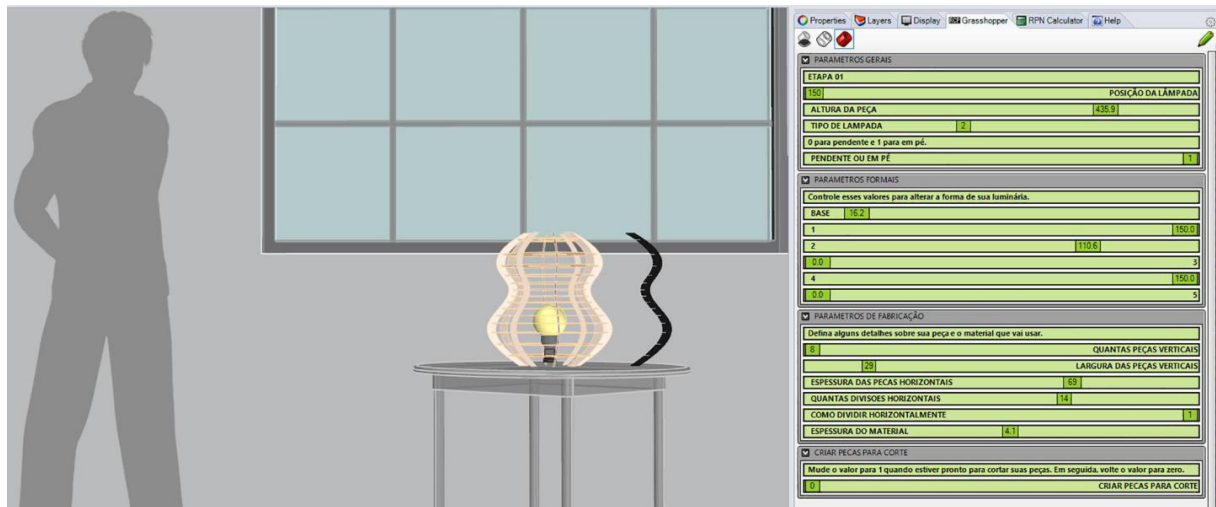 Properties Layers Display Grasshopper RPN Calculator Help
PARAMETROS GERAIS
ETAPA 01
150 POSIÇÃO DA LÂMPADA
ALTURA DA PEÇA 435.9
TIPO DE LAMPADA 2
0 para pendente e 1 para em pé.
PENDENTE OU EM PÉ 1
PARAMETROS FORMAIS
Controle esses valores para alterar a forma de sua luminária.
BASE 16.2
1 150.0
2 110.6
0.0 3
4 150.0
0.0 5
PARAMETROS DE FABRICAÇÃO
Defina alguns detalhes sobre sua peça e o material que vai usar.
8 QUANTAS PEÇAS VERTICAIS
29 LARGURA DAS PEÇAS VERTICAIS
ESPESSURA DAS PECAS HORIZONTAIS 69
QUANTAS DIVISOES HORIZONTAIS 14
COMO DIVIDIR HORIZONTALMENTE 1
ESPESSURA DO MATERIAL 4.1
CRIAR PECAS PARA CORTE
Mude o valor para 1 quando estiver pronto para cortar suas peças. Em seguida, volte o valor para zero.
0 CRIAR PECAS PARA CORTE